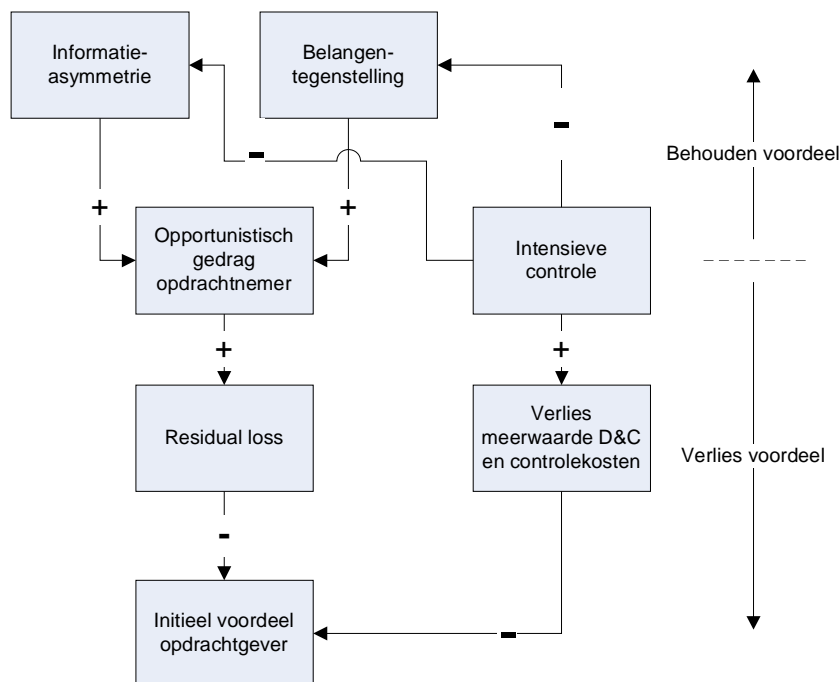 Informatie-
asymmetrie
Belangen-
tegenstelling
-
-
Behouden voordeel
+
+
Opportunistisch
gedrag
opdrachtnemer
Intensieve
controle
+
+
Residual loss
Verlies
meerwaarde D&C
en controlekosten
Verlies voordeel
-
Initieel voordeel
opdrachtgever
-